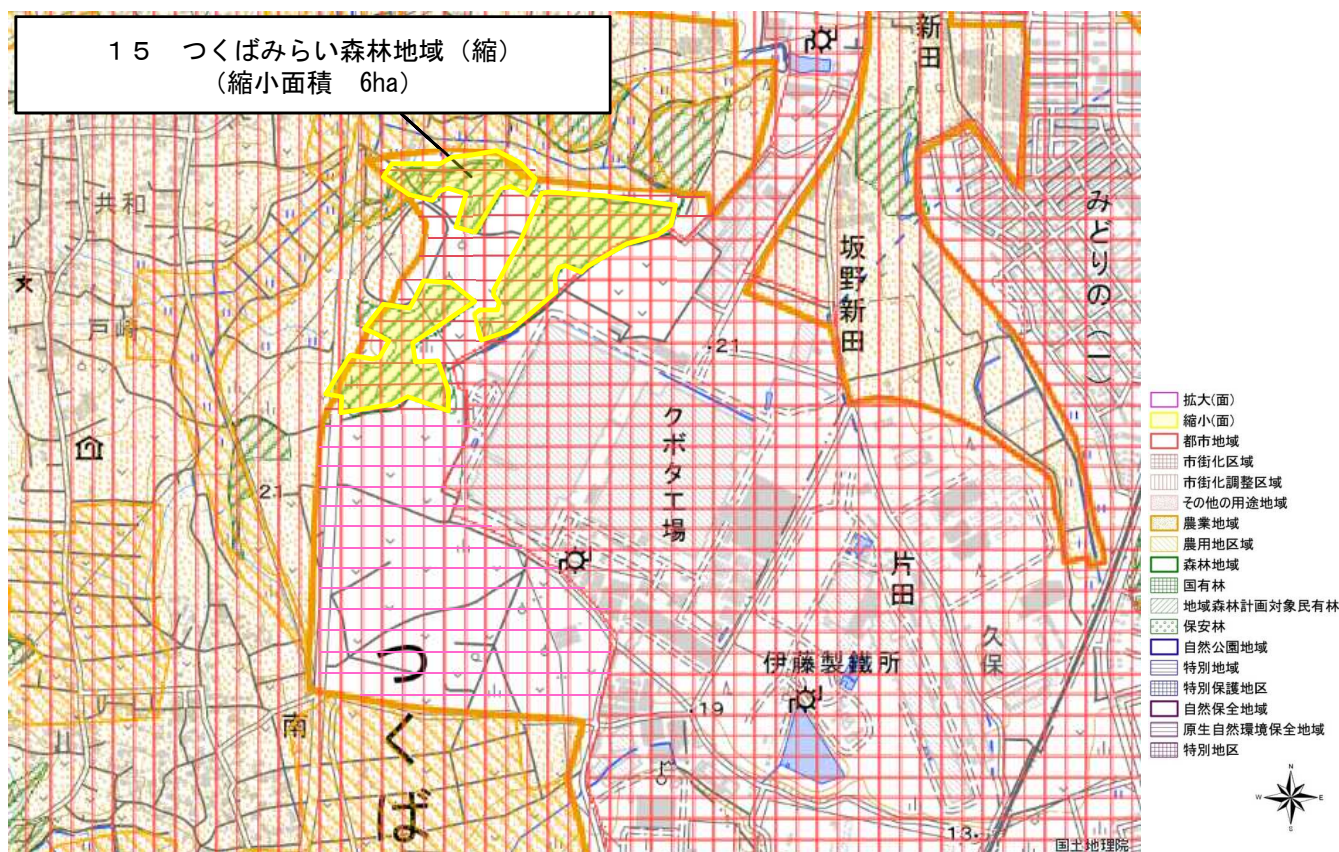 １５　つくばみらい森林地域（縮）
（縮小面積　6ha）
新田
共和
戸崎
坂野新田
みどりの（一）
20
・21
クボタ工場
21
片田
久保
伊藤製鐵所
・19
南
つくば
13・
国土地理院
拡大(面)
縮小(面)
都市地域
市街化区域
市街化調整区域
その他の用途地域
農業地域
農用地区域
森林地域
国有林
地域森林計画対象民有林
保安林
自然公園地域
特別地域
特別保護地区
自然保全地域
原生自然環境保全地域
特別地区
N
W
E
S